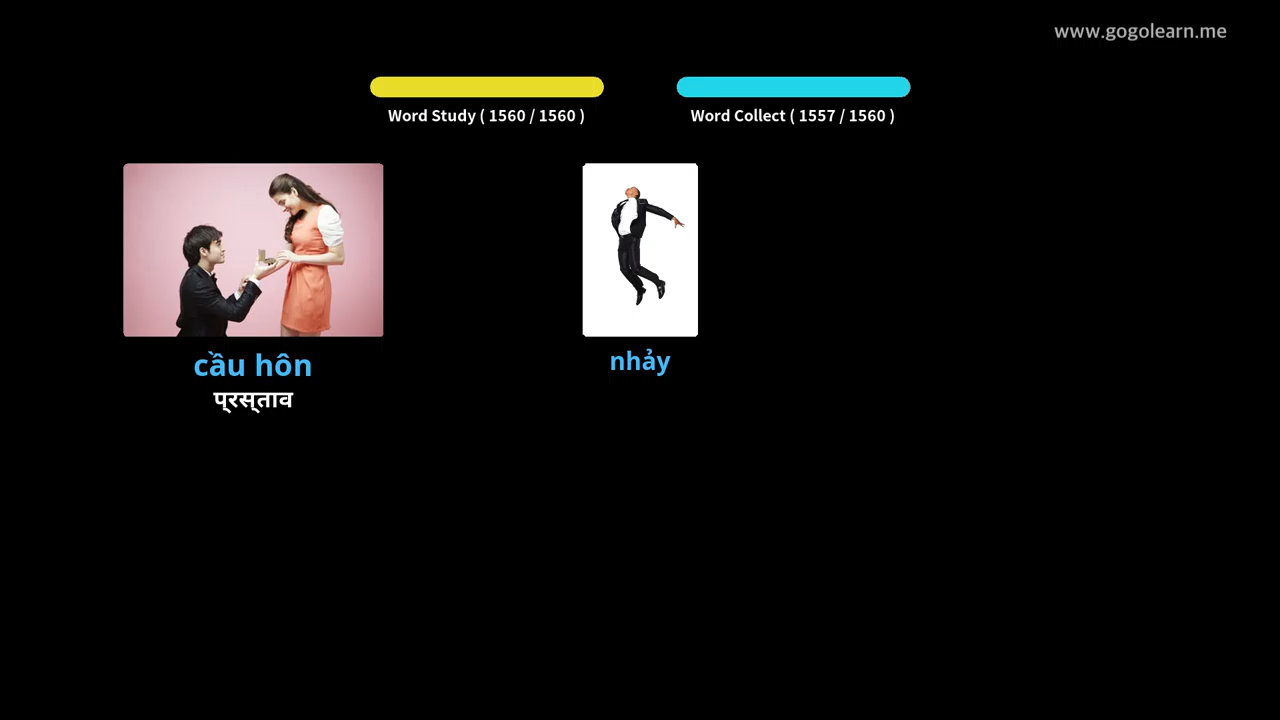 www.gogolearn.me
Word Study ( 1560 / 1560 )
Word Collect ( 1557 / 1560 )
cầu hôn
प्रस्ताव
nhảy